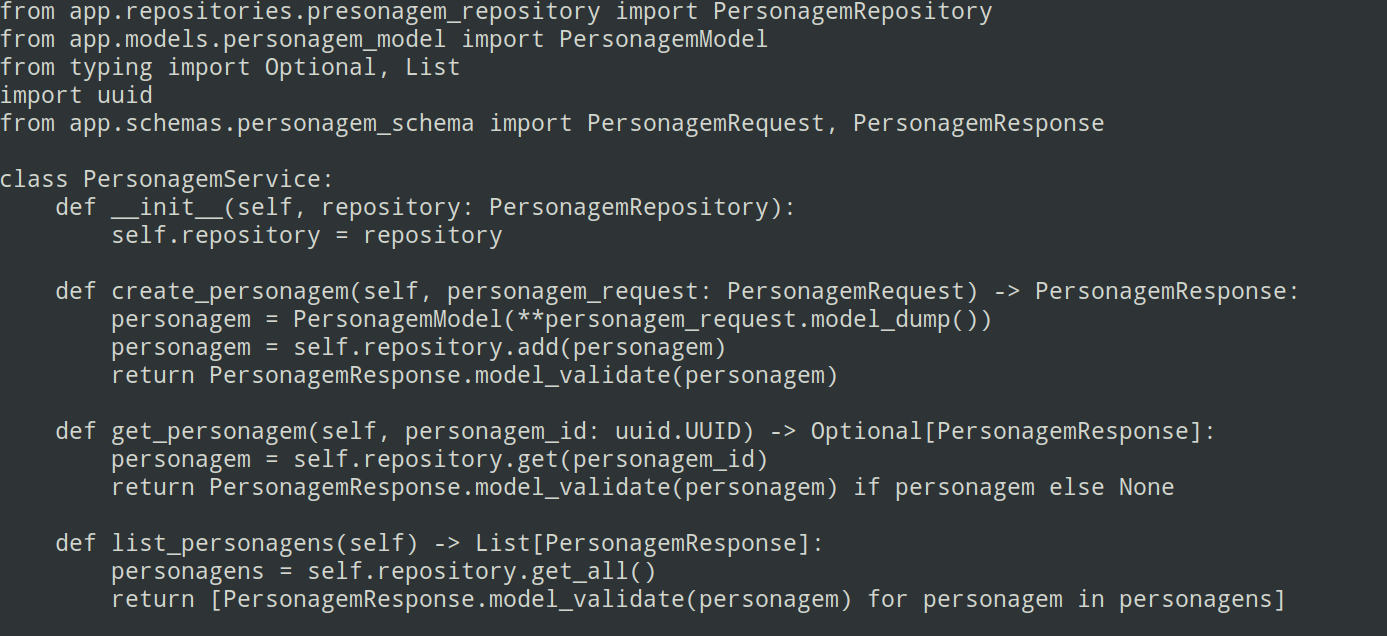 from app.repositories.presonagem_repository import PersonagemRepository
from app.models.personagem_model import PersonagemModel
from typing import Optional, List
import uuid
from app.schemas.personagem_schema import PersonagemRequest, PersonagemResponse

class PersonagemService:
    def __init__(self, repository: PersonagemRepository):
        self.repository = repository

    def create_personagem(self, personagem_request: PersonagemRequest) -> PersonagemResponse:
        personagem = PersonagemModel(**personagem_request.model_dump())
        personagem = self.repository.add(personagem)
        return PersonagemResponse.model_validate(personagem)

    def get_personagem(self, personagem_id: uuid.UUID) -> Optional[PersonagemResponse]:
        personagem = self.repository.get(personagem_id)
        return PersonagemResponse.model_validate(personagem) if personagem else None

    def list_personagens(self) -> List[PersonagemResponse]:
        personagens = self.repository.get_all()
        return [PersonagemResponse.model_validate(personagem) for personagem in personagens]